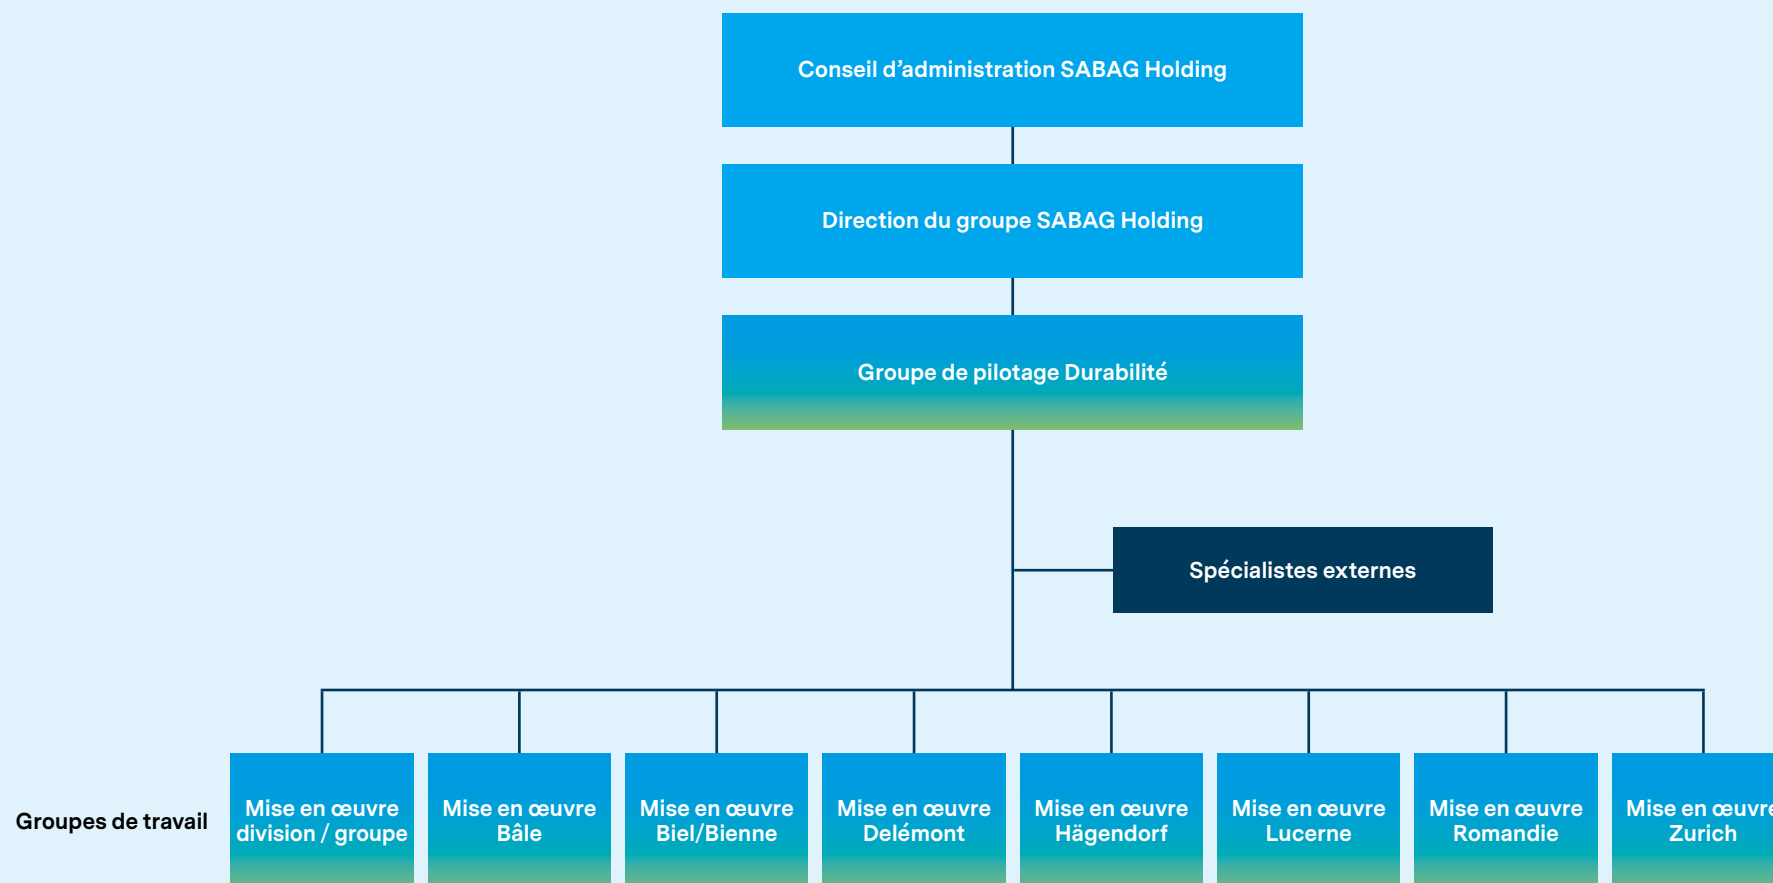 Conseil d’administration SABAG Holding
Direction du groupe SABAG Holding
Groupe de pilotage Durabilité
Spécialistes externes
Groupes de travail
Mise en œuvre
division / groupe
Mise en œuvre
Bâle
Mise en œuvre
Biel/Bienne
Mise en œuvre
Delémont
Mise en œuvre
Hägendorf
Mise en œuvre
Lucerne
Mise en œuvre
Romandie
Mise en œuvre
Zurich